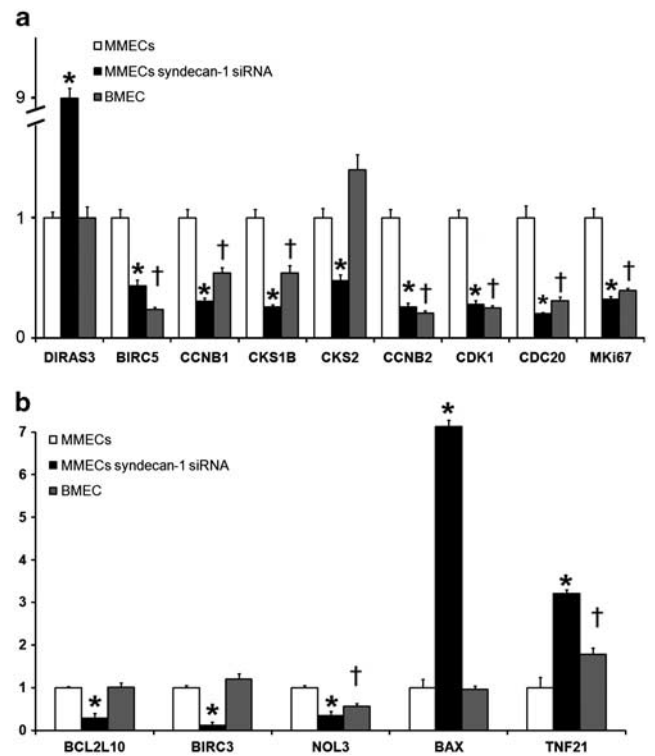 a
MMECs
MMECs syndecan-1 siRNA
BMEC
9
1
0
*
* †
* †
* †
*
* †
* †
* †
* †
DIRAS3 BIRC5 CCNB1 CKS1B CKS2 CCNB2 CDK1 CDC20 MKi67
b
MMECs
MMECs syndecan-1 siRNA
BMEC
7
6
5
4
3
2
1
0
*
*
* †
*
* †
BCL2L10 BIRC3 NOL3 BAX TNF21